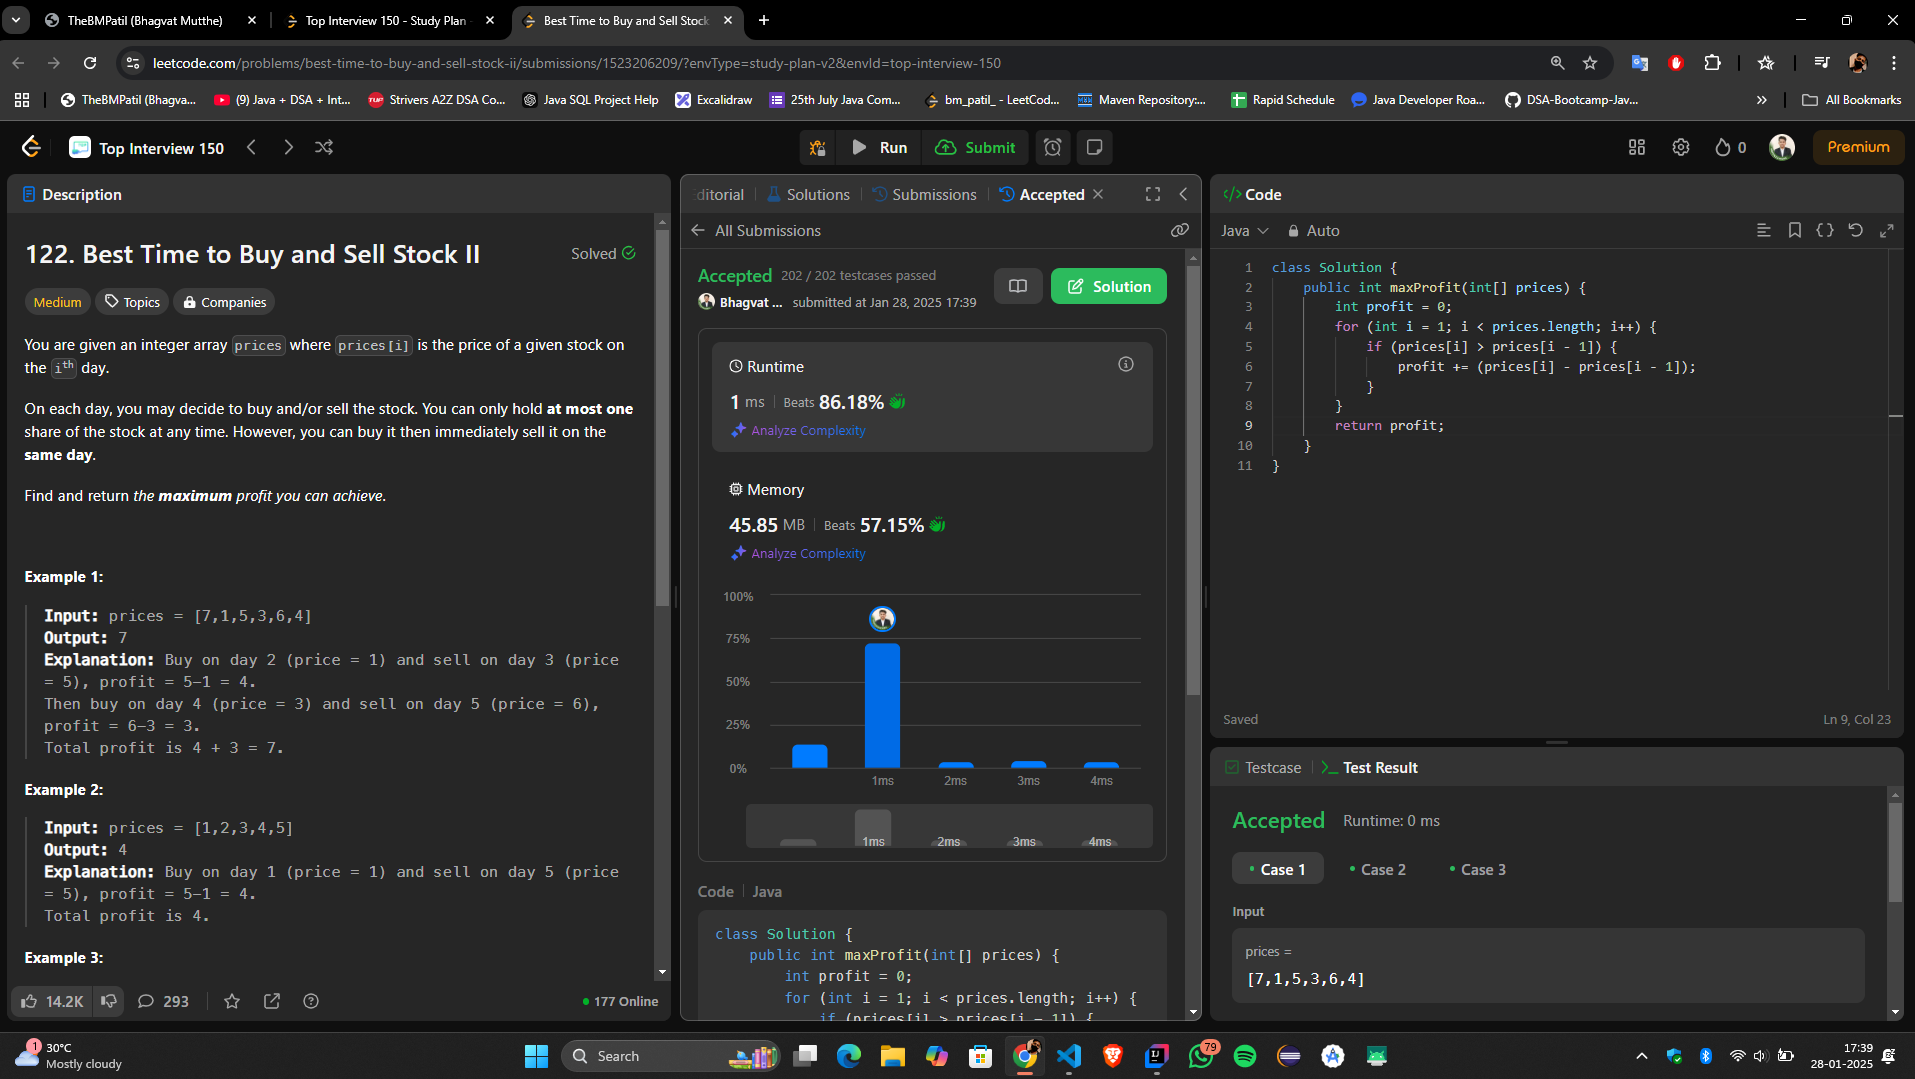 TheBMPatil (Bhagvat Mutthe)
Top Interview 150 - Study Plan
Best Time to Buy and Sell Stock
leetcode.com/problems/best-time-to-buy-and-sell-stock-ii/submissions/1523206209/?envType=study-plan-v2&envId=top-interview-150
TheBMPatil (Bhagva...
(9) Java + DSA + Int...
TUF
Strivers A2Z DSA Co...
Java SQL Project Help
Excalidraw
25th July Java Com...
bm_patil_ - LeetCod...
Maven Repository:...
Rapid Schedule
Java Developer Roa...
DSA-Bootcamp-Jav...
All Bookmarks
Top Interview 150
Run
Submit
0
Premium
Description
122. Best Time to Buy and Sell Stock II
Solved
Medium
Topics
Companies
You are given an integer array prices where prices[i] is the price of a given stock on
the ith day.
On each day, you may decide to buy and/or sell the stock. You can only hold at most one
share of the stock at any time. However, you can buy it then immediately sell it on the
same day.
Find and return the maximum profit you can achieve.
Example 1:
Input: prices = [7,1,5,3,6,4]
Output: 7
Explanation: Buy on day 2 (price = 1) and sell on day 3 (price
= 5), profit = 5-1 = 4.
Then buy on day 4 (price = 3) and sell on day 5 (price = 6),
profit = 6-3 = 3.
Total profit is 4 + 3 = 7.
Example 2:
Input: prices = [1,2,3,4,5]
Output: 4
Explanation: Buy on day 1 (price = 1) and sell on day 5 (price
= 5), profit = 5-1 = 4.
Total profit is 4.
Example 3:
14.2K
293
177 Online
ditorial
Solutions
Submissions
Accepted
All Submissions
Accepted 202 / 202 testcases passed
Bhagvat ... submitted at Jan 28, 2025 17:39
Solution
Runtime
1 ms Beats 86.18%
Analyze Complexity
Memory
45.85 MB Beats 57.15%
Analyze Complexity
100%
75%
50%
25%
0%
1ms
2ms
3ms
4ms
1ms
2ms
3ms
4ms
Code Java
class Solution {
public int maxProfit(int[] prices) {
int profit = 0;
for (int i = 1; i < prices.length; i++) {
if (prices[i] > prices[i - 1]) {
Code
Java
Auto
1 class Solution {
2 public int maxProfit(int[] prices) {
3 int profit = 0;
4 for (int i = 1; i < prices.length; i++) {
5 if (prices[i] > prices[i - 1]) {
6 profit += (prices[i] - prices[i - 1]);
7 }
8 }
9 return profit;
10 }
11 }
Saved
Ln 9, Col 23
Testcase
Test Result
Accepted Runtime: 0 ms
Case 1
Case 2
Case 3
Input
prices =
[7,1,5,3,6,4]
1
30°C
Mostly cloudy
Search
79
17:39
28-01-2025